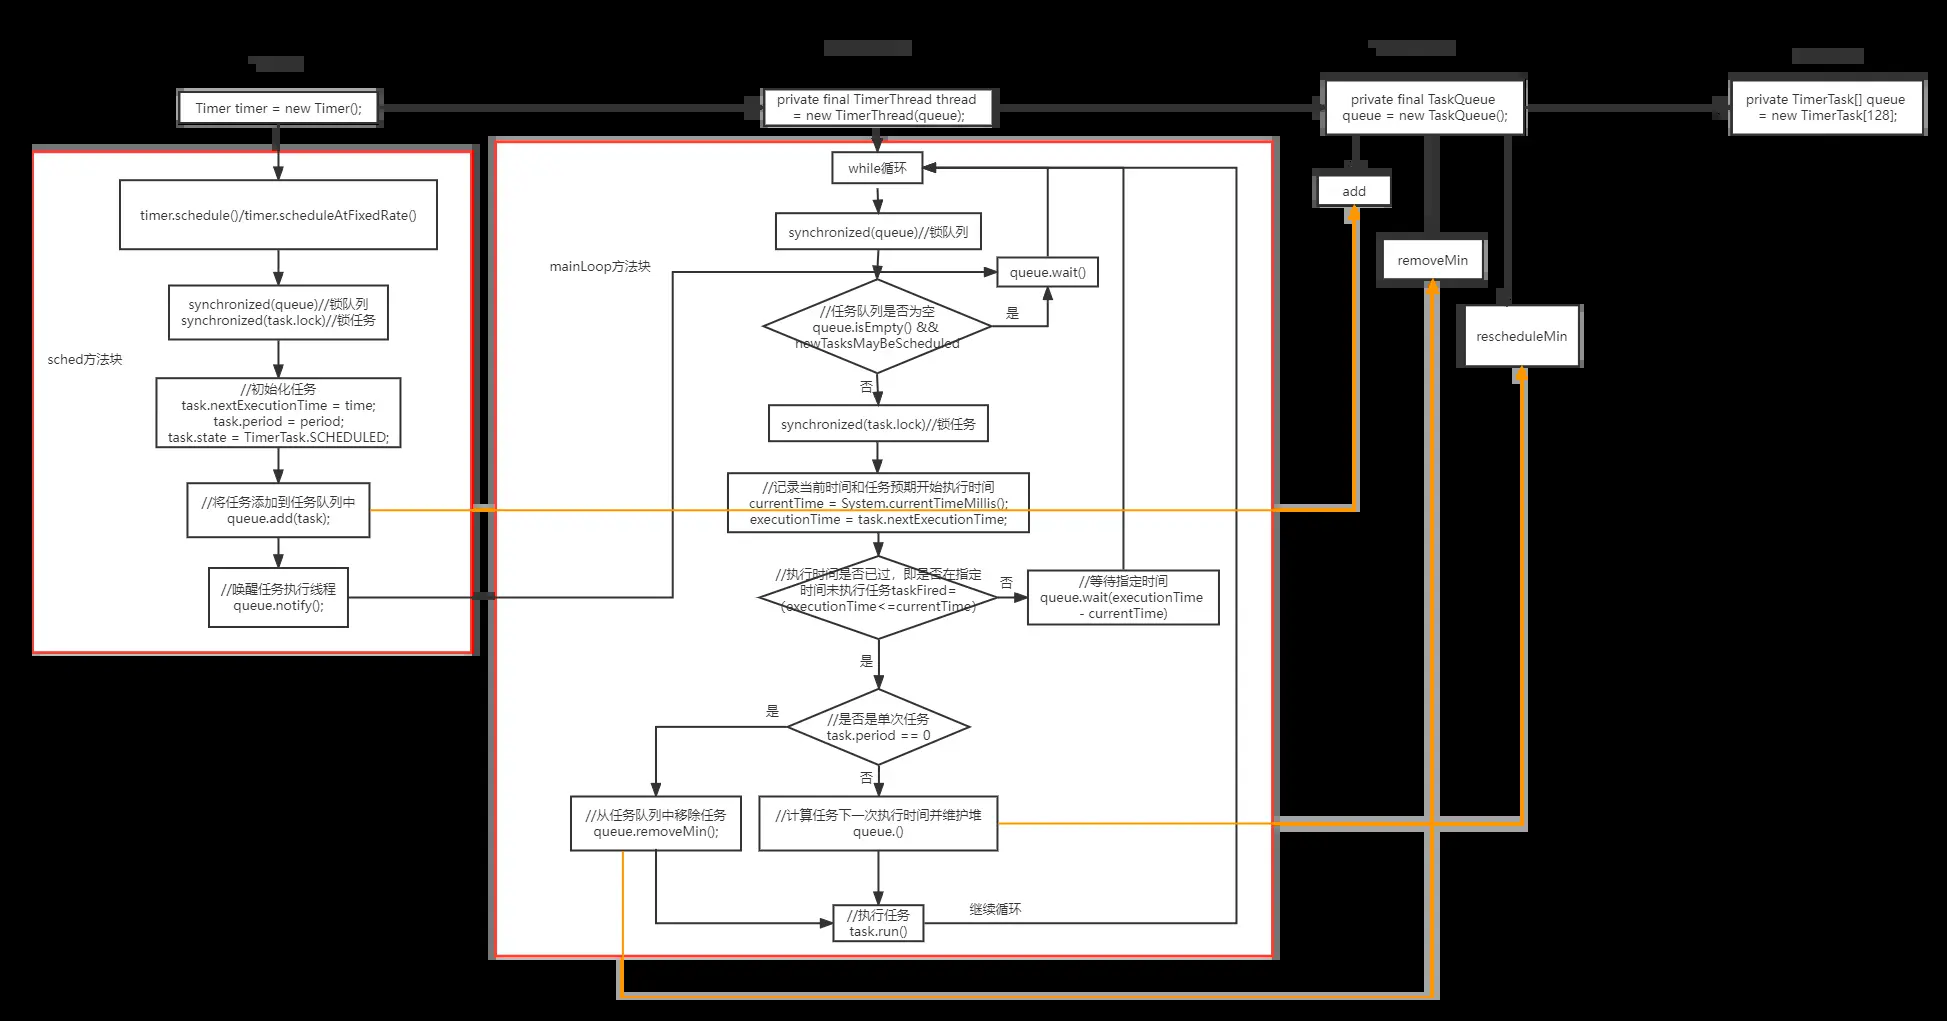 Timer timer = new Timer();
private final TimerThread thread
= new TimerThread(queue);
private final TaskQueue
queue = new TaskQueue();
private TimerTask[] queue
= new TimerTask[128];
sched方法块
timer.schedule()/timer.scheduleAtFixedRate()
synchronized(queue)//锁队列
synchronized(task.lock)//锁任务
//初始化任务
task.nextExecutionTime = time;
task.period = period;
task.state = TimerTask.SCHEDULED;
//将任务添加到任务队列中
queue.add(task);
//唤醒任务执行线程
queue.notify();
mainLoop方法块
while循环
synchronized(queue)//锁队列
queue.wait()
//任务队列是否为空
queue.isEmpty() &&
newTasksMayBeScheduled
是
否
synchronized(task.lock)//锁任务
//记录当前时间和任务预期开始执行时间
currentTime = System.currentTimeMillis();
executionTime = task.nextExecutionTime;
//执行时间是否已过，即是否在指定
时间未执行任务taskFired=
(executionTime<=currentTime)
否
//等待指定时间
queue.wait(executionTime
- currentTime)
是
//是否是单次任务
task.period == 0
是
否
//从任务队列中移除任务
queue.removeMin();
//计算任务下一次执行时间并维护堆
queue.()
//执行任务
task.run()
继续循环
add
removeMin
rescheduleMin